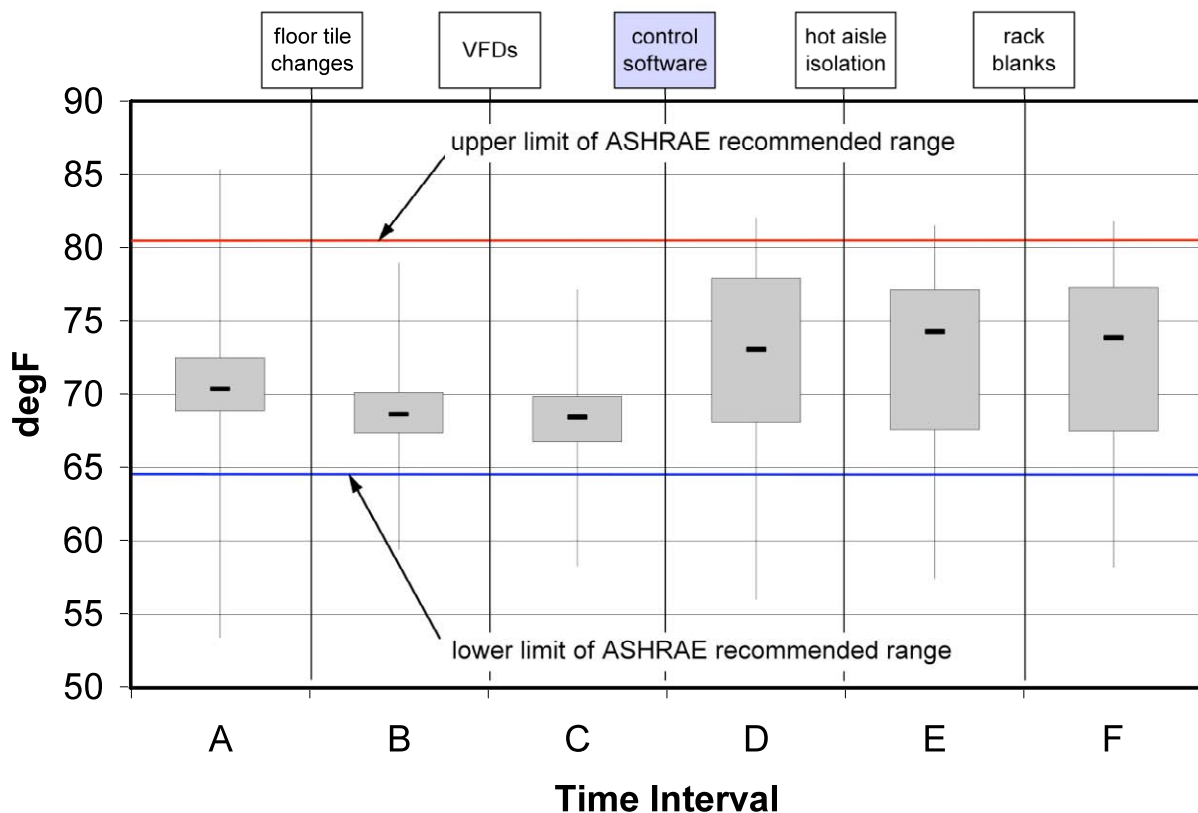 floor tile
changes
VFDs
control
software
hot aisle
isolation
rack
blanks
90
85
80
75
70
65
60
55
50
degF
upper limit of ASHRAE recommended range
lower limit of ASHRAE recommended range
A
B
C
D
E
F
Time Interval